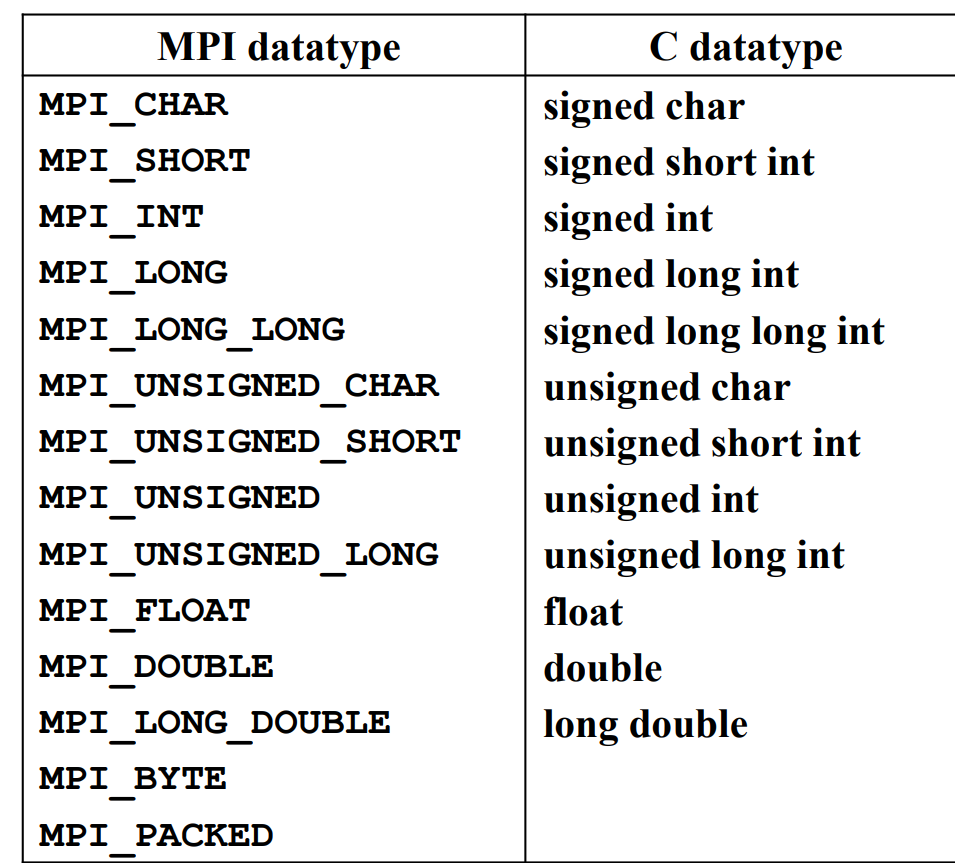 MPI datatype C datatype
MPI_CHAR signed char
MPI_SHORT signed short int
MPI_INT signed int
MPI_LONG signed long int
MPI_LONG_LONG signed long long int
MPI_UNSIGNED_CHAR unsigned char
MPI_UNSIGNED_SHORT unsigned short int
MPI_UNSIGNED unsigned int
MPI_UNSIGNED_LONG unsigned long int
MPI_FLOAT float
MPI_DOUBLE double
MPI_LONG_DOUBLE long double
MPI_BYTE
MPI_PACKED